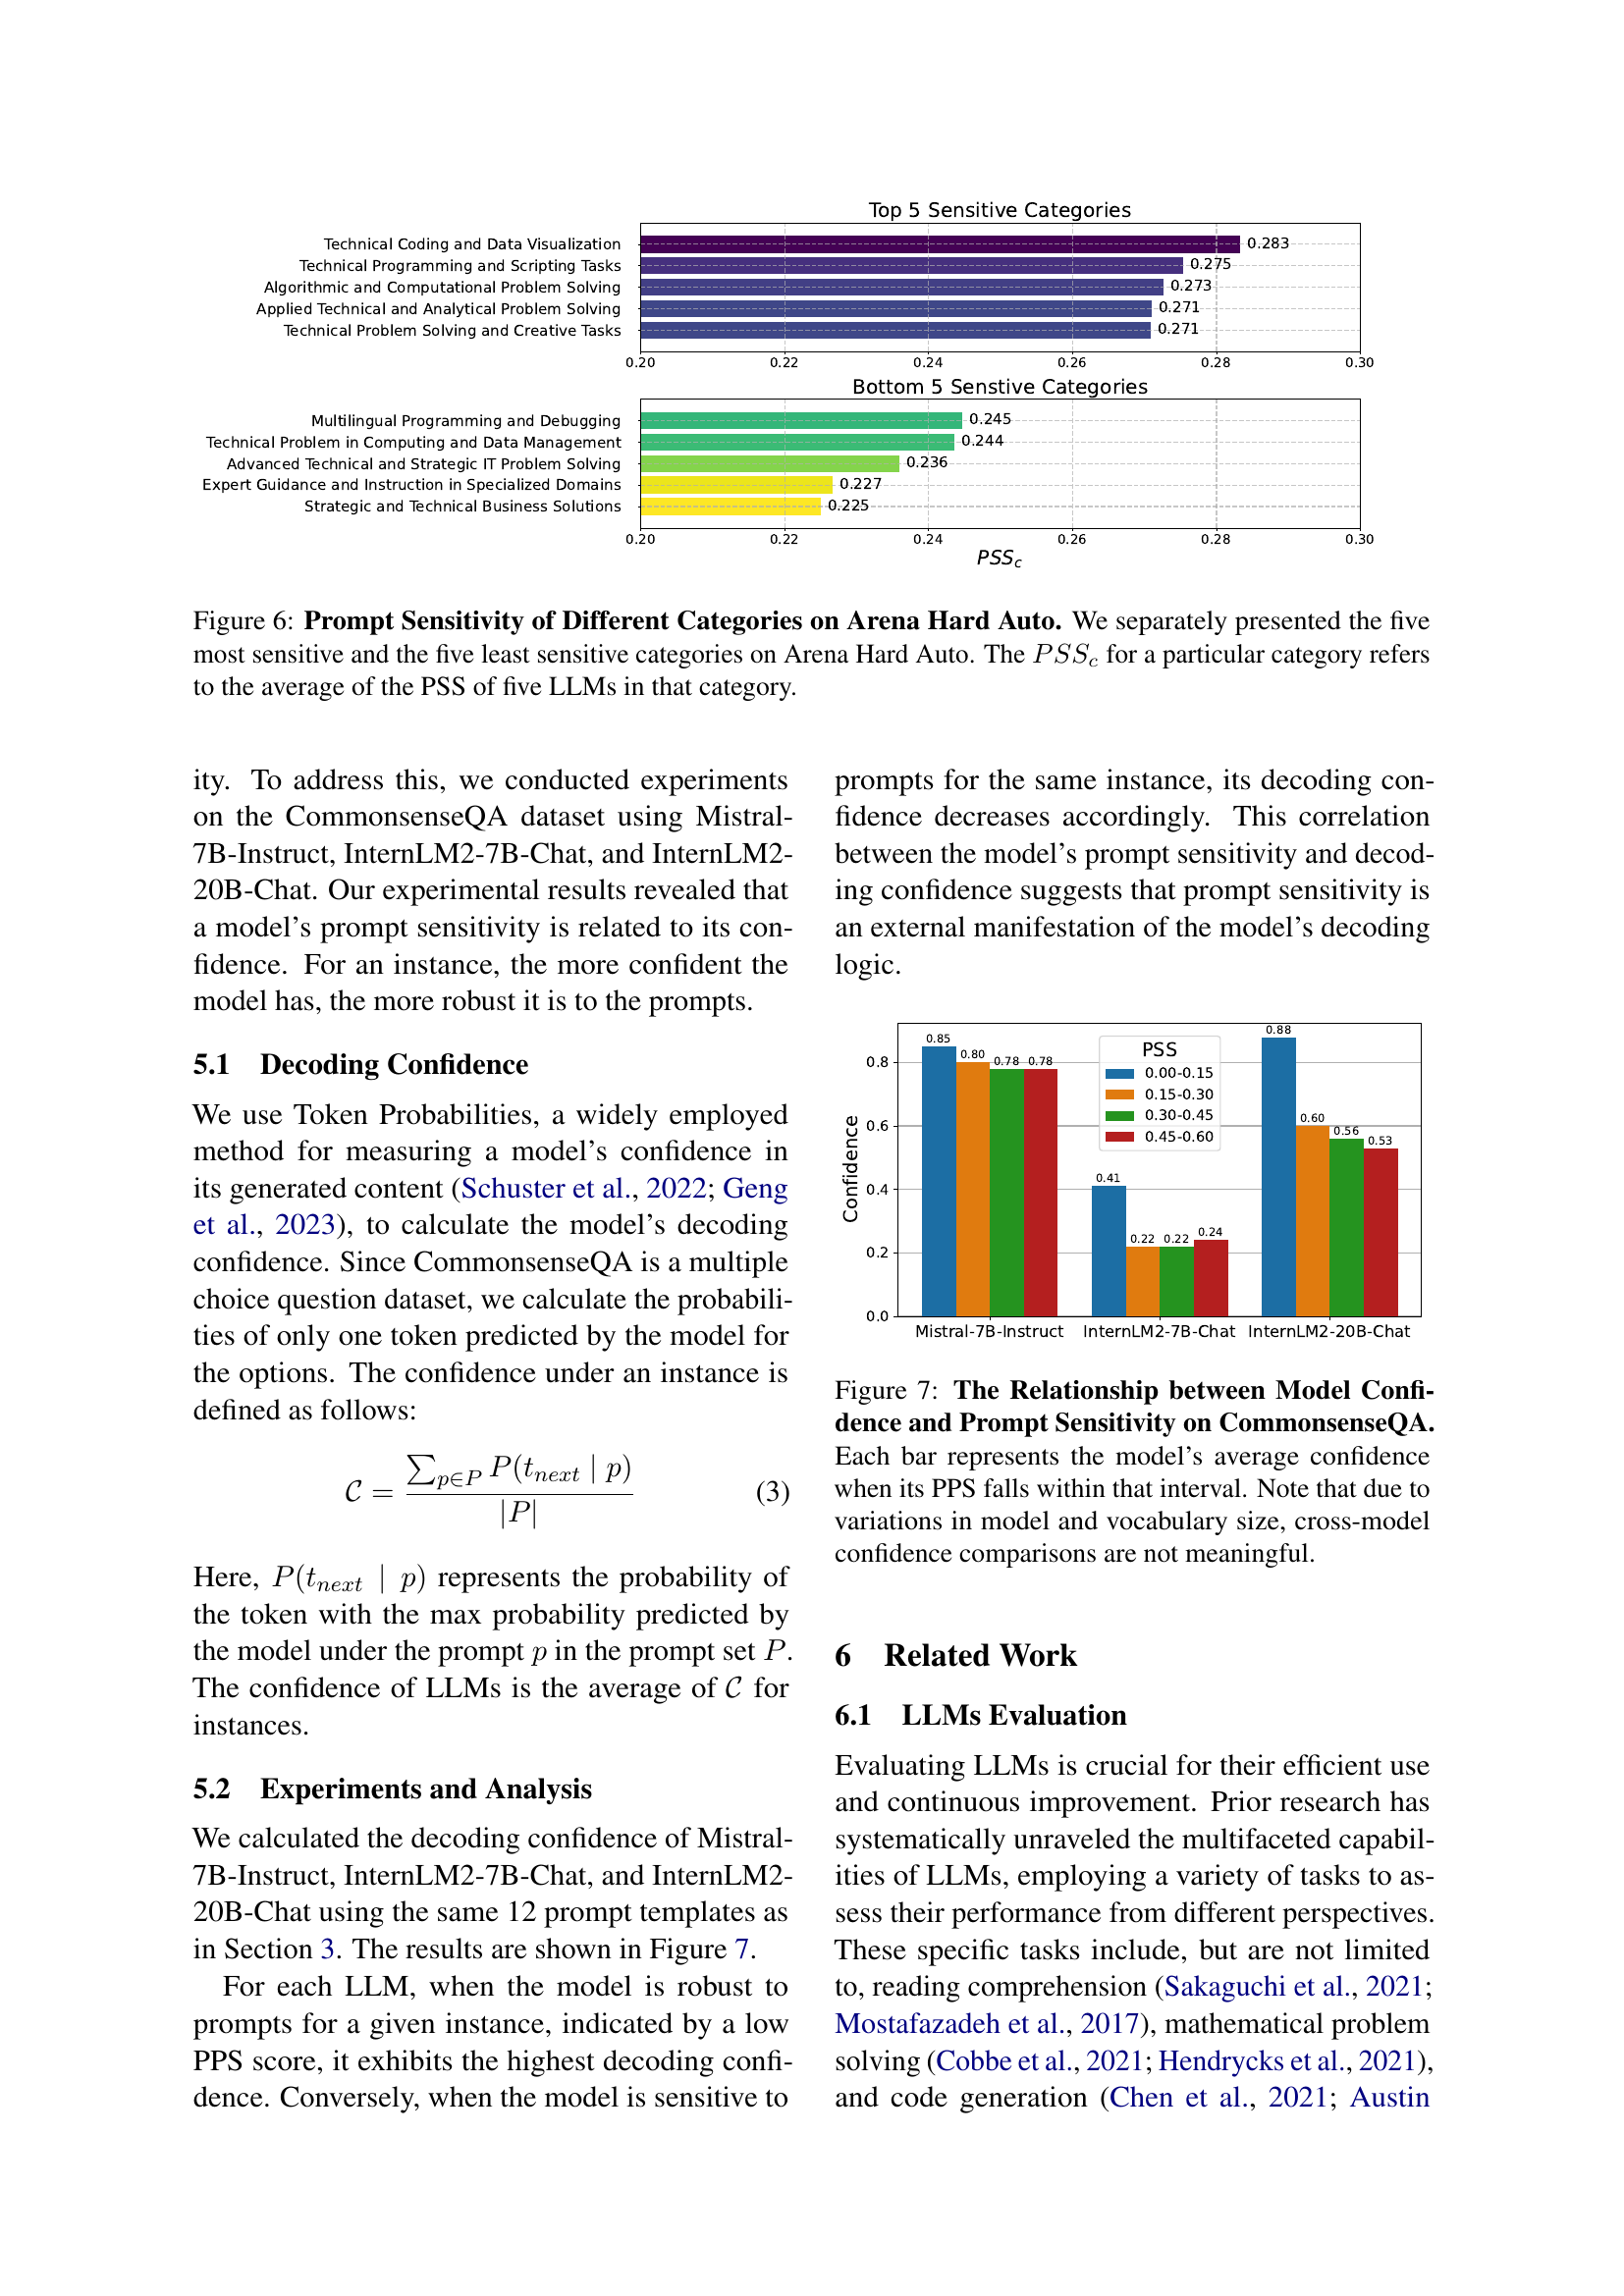 Top 5 Sensitive Categories
Technical Coding and Data Visualization 0.283
Technical Programming and Scripting Tasks 0.275
Algorithmic and Computational Problem Solving 0.273
Applied Technical and Analytical Problem Solving 0.271
Technical Problem Solving and Creative Tasks 0.271
0.20 0.22 0.24 0.26 0.28 0.30
Bottom 5 Senstive Categories
Multilingual Programming and Debugging 0.245
Technical Problem in Computing and Data Management 0.244
Advanced Technical and Strategic IT Problem Solving 0.236
Expert Guidance and Instruction in Specialized Domains 0.227
Strategic and Technical Business Solutions 0.225
0.20 0.22 0.24 0.26 0.28 0.30
PSS_c
Figure 6: Prompt Sensitivity of Different Categories on Arena Hard Auto. We separately presented the five
most sensitive and the five least sensitive categories on Arena Hard Auto. The PSS_c for a particular category refers
to the average of the PSS of five LLMs in that category.
ity. To address this, we conducted experiments
on the CommonsenseQA dataset using Mistral-
7B-Instruct, InternLM2-7B-Chat, and InternLM2-
20B-Chat. Our experimental results revealed that
a model's prompt sensitivity is related to its con-
fidence. For an instance, the more confident the
model has, the more robust it is to the prompts.
5.1 Decoding Confidence
We use Token Probabilities, a widely employed
method for measuring a model's confidence in
its generated content (Schuster et al., 2022; Geng
et al., 2023), to calculate the model's decoding
confidence. Since CommonsenseQA is a multiple
choice question dataset, we calculate the probabili-
ties of only one token predicted by the model for
the options. The confidence under an instance is
defined as follows:
C = ∑_{p∈P} P(t_{next} | p) / |P| (3)
Here, P(t_{next} | p) represents the probability of
the token with the max probability predicted by
the model under the prompt p in the prompt set P.
The confidence of LLMs is the average of C for
instances.
5.2 Experiments and Analysis
We calculated the decoding confidence of Mistral-
7B-Instruct, InternLM2-7B-Chat, and InternLM2-
20B-Chat using the same 12 prompt templates as
in Section 3. The results are shown in Figure 7.
For each LLM, when the model is robust to
prompts for a given instance, indicated by a low
PPS score, it exhibits the highest decoding confi-
dence. Conversely, when the model is sensitive to
prompts for the same instance, its decoding con-
fidence decreases accordingly. This correlation
between the model's prompt sensitivity and decod-
ing confidence suggests that prompt sensitivity is
an external manifestation of the model's decoding
logic.
Confidence
0.8
0.6
0.4
0.2
0.0
PSS
0.00-0.15
0.15-0.30
0.30-0.45
0.45-0.60
0.85 0.80 0.78 0.78
0.41 0.22 0.22 0.24
0.88 0.60 0.56 0.53
Mistral-7B-Instruct InternLM2-7B-Chat InternLM2-20B-Chat
Figure 7: The Relationship between Model Confi-
dence and Prompt Sensitivity on CommonsenseQA.
Each bar represents the model's average confidence
when its PPS falls within that interval. Note that due to
variations in model and vocabulary size, cross-model
confidence comparisons are not meaningful.
6 Related Work
6.1 LLMs Evaluation
Evaluating LLMs is crucial for their efficient use
and continuous improvement. Prior research has
systematically unraveled the multifaceted capabil-
ities of LLMs, employing a variety of tasks to as-
sess their performance from different perspectives.
These specific tasks include, but are not limited
to, reading comprehension (Sakaguchi et al., 2021;
Mostafazadeh et al., 2017), mathematical problem
solving (Cobbe et al., 2021; Hendrycks et al., 2021),
and code generation (Chen et al., 2021; Austin